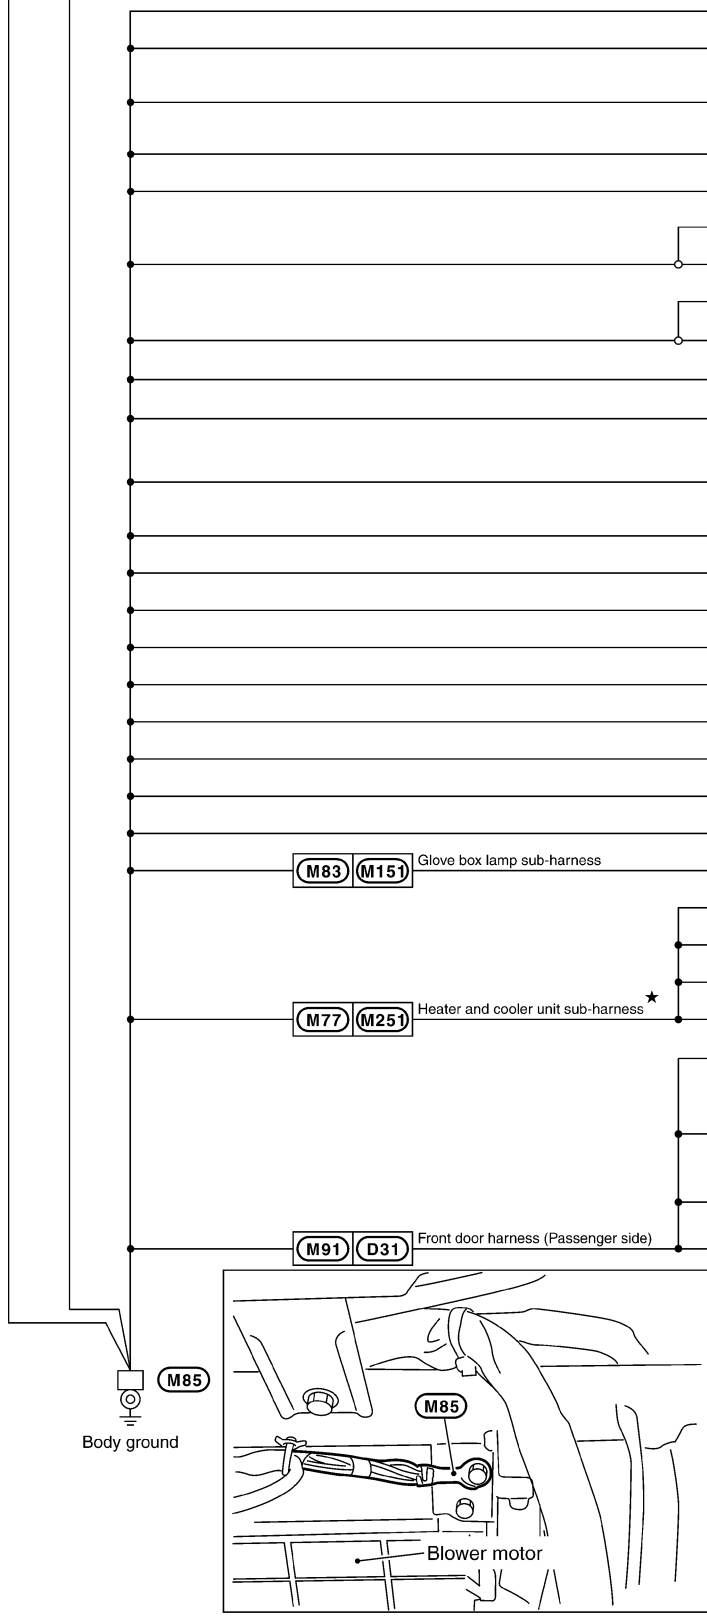 Glove box lamp sub-harness
M83 M151
Heater and cooler unit sub-harness ★
M77 M251
Front door harness (Passenger side)
M91 D31
M85
Body ground
M85
Blower motor